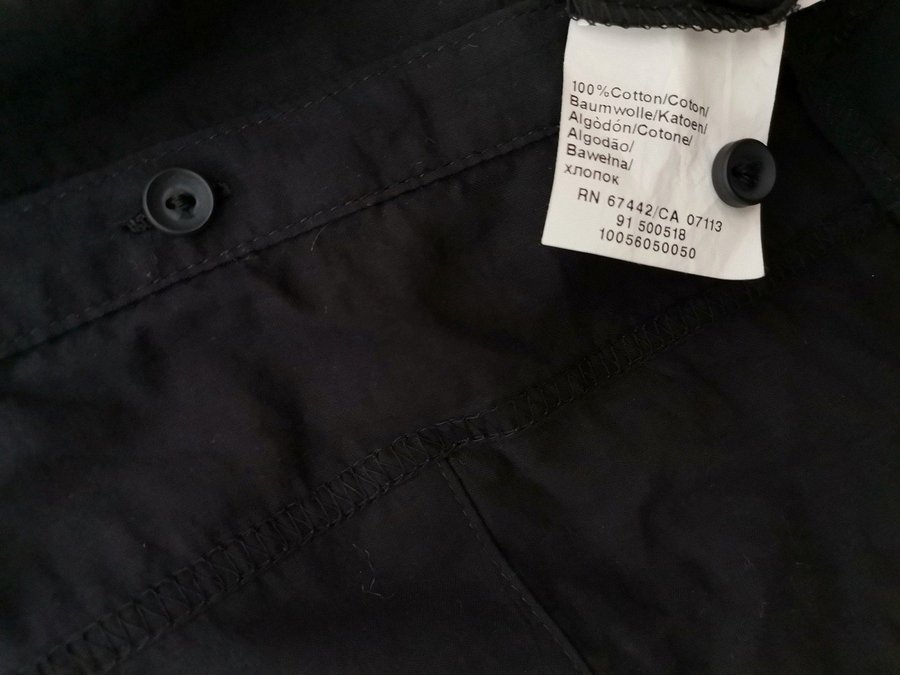 100%Cotton/Coton/
Baumwolle/Katoen/
Algòdón/Cotone/
Algodão/
Bawełna/
хлопок
RN 67442/CA 07113
91 500518
10056050050